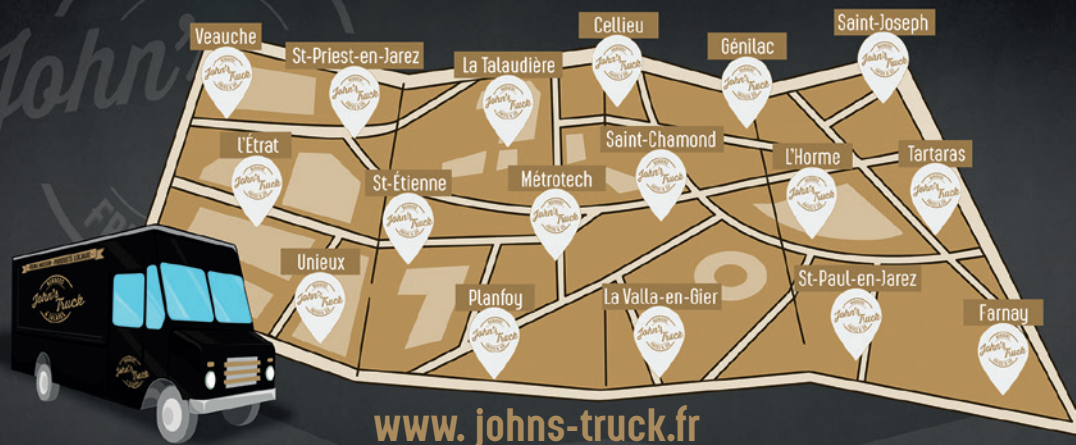 John's
Veauche
St-Priest-en-Jarez
La Talaudière
Cellieu
Génilac
Saint-Joseph
l'Étrat
St-Étienne
Métrotech
Saint-Chamond
L'Horme
Tartaras
Unieux
Planfoy
La Valla-en-Gier
St-Paul-en-Jarez
Farnay
John's Truck
www.johns-truck.fr